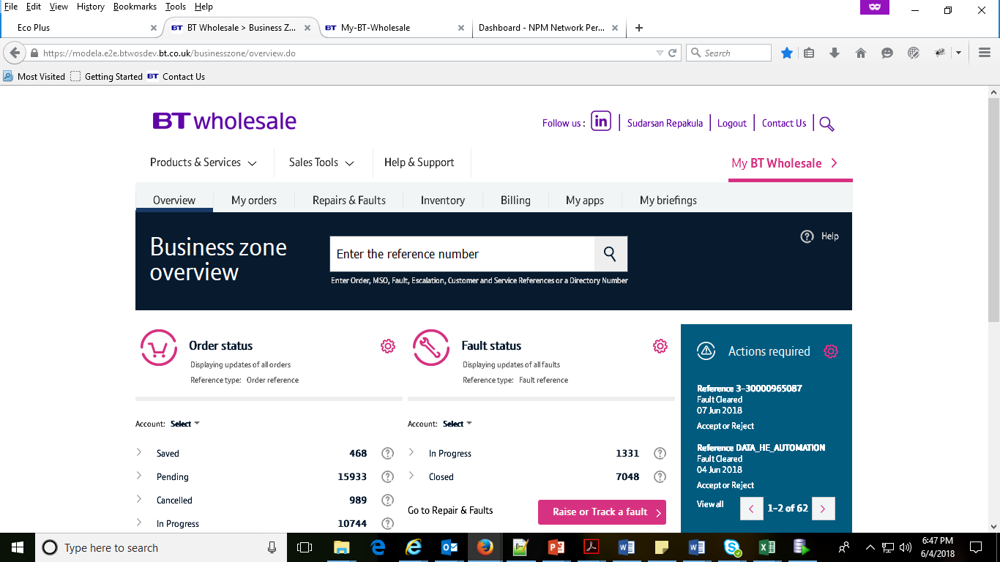 File Edit View History Bookmarks Tools Help
Eco Plus
BT BT Wholesale > Business Z...
BT My-BT-Wholesale
Dashboard - NPM Network Per...
https://modela.e2e.btwosdev.bt.co.uk/businesszone/overview.do
Search
Most Visited Getting Started BT Contact Us
BT wholesale
Follow us : in Sudarsan Repakula Logout Contact Us
Products & Services Sales Tools Help & Support
My BT Wholesale
Overview My orders Repairs & Faults Inventory Billing My apps My briefings
Business zone
overview
Enter the reference number
Enter Order, MSO, Fault, Escalation, Customer and Service References or a Directory Number
? Help
Order status
Displaying updates of all orders
Reference type: Order reference
Account: Select
Saved 468 ?
Pending 15933 ?
Cancelled 989 ?
In Progress 10744 ?
Fault status
Displaying updates of all faults
Reference type: Fault reference
Account: Select
In Progress 1331 ?
Closed 7048 ?
Go to Repair & Faults
Raise or Track a fault
Actions required
Reference 3-30000965087
Fault Cleared
07 Jun 2018
Accept or Reject
Reference DATA_HE_AUTOMATION
Fault Cleared
04 Jun 2018
Accept or Reject
View all 1-2 of 62
Type here to search
6:47 PM
6/4/2018